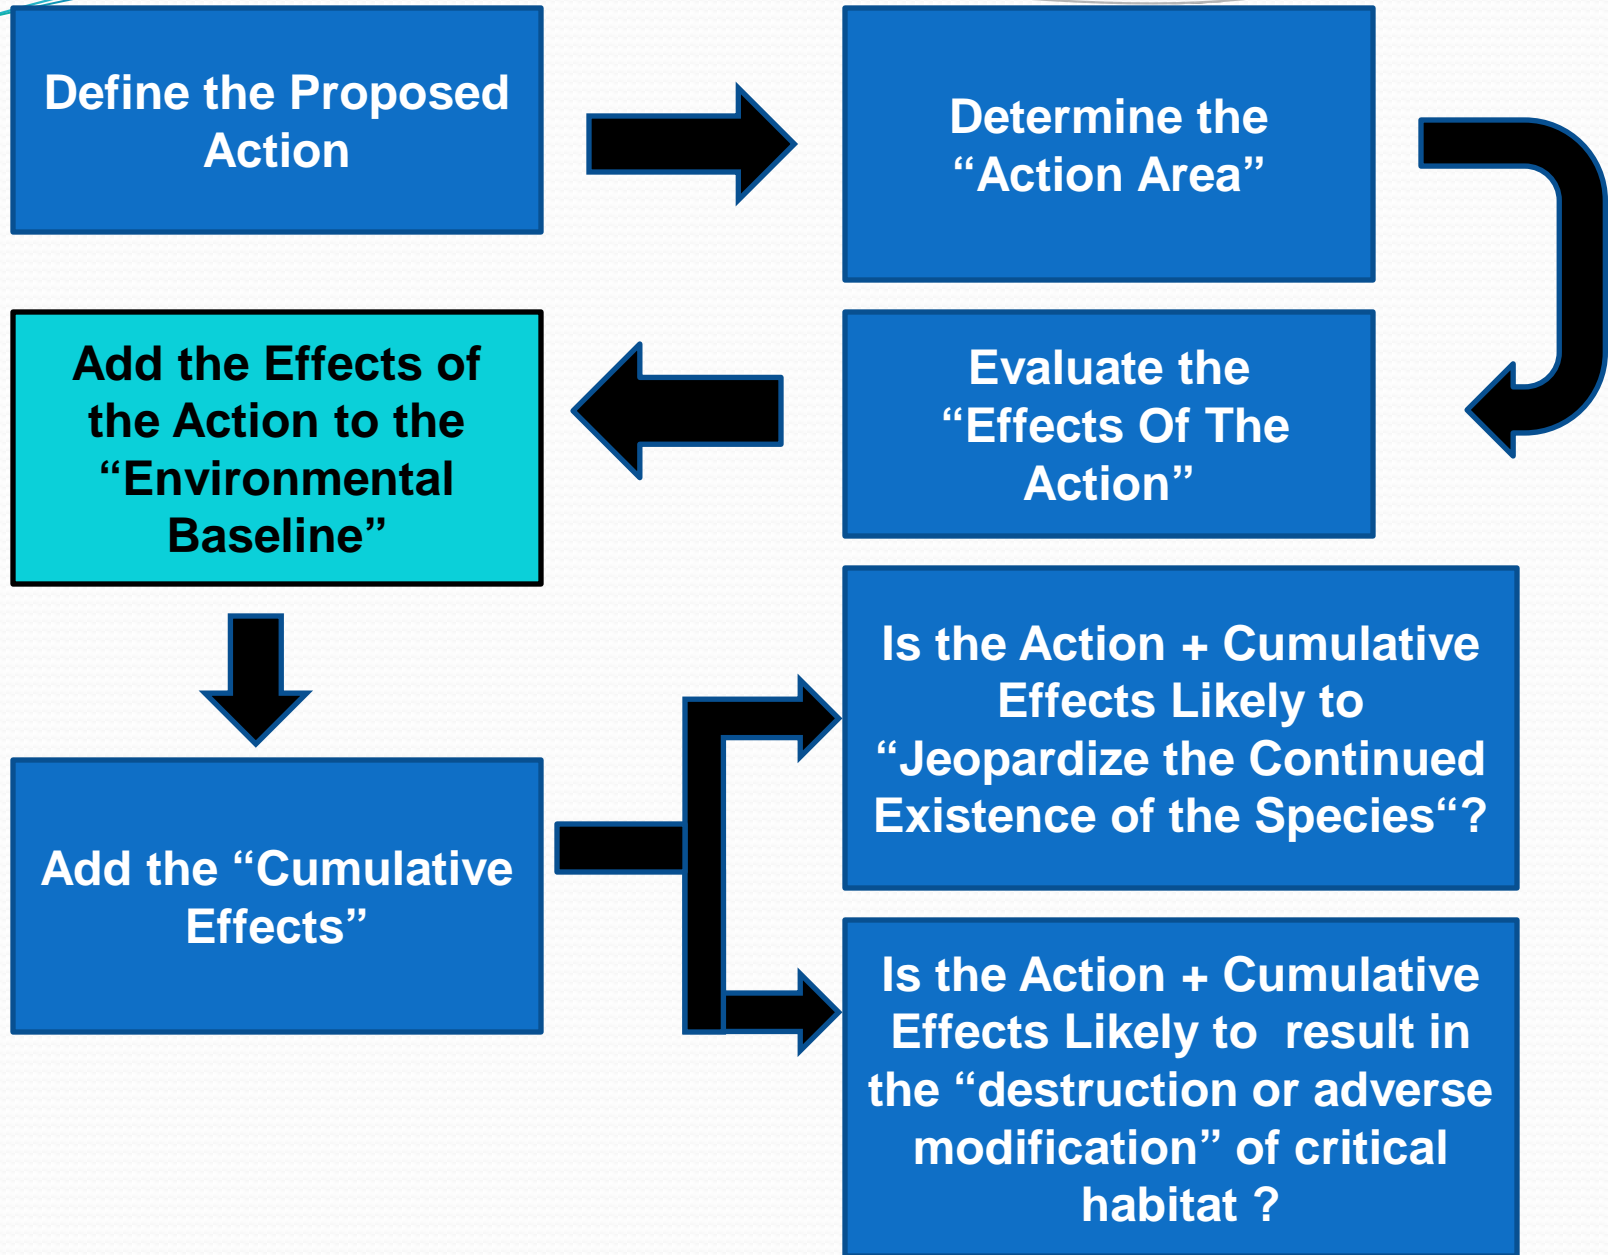 Define the Proposed
Action
Determine the
“Action Area”
Evaluate the
“Effects Of The
Action”
Add the Effects of
the Action to the
“Environmental
Baseline”
Add the “Cumulative
Effects”
Is the Action + Cumulative
Effects Likely to
“Jeopardize the Continued
Existence of the Species“?
Is the Action + Cumulative
Effects Likely to  result in
the “destruction or adverse
modification” of critical
habitat ?